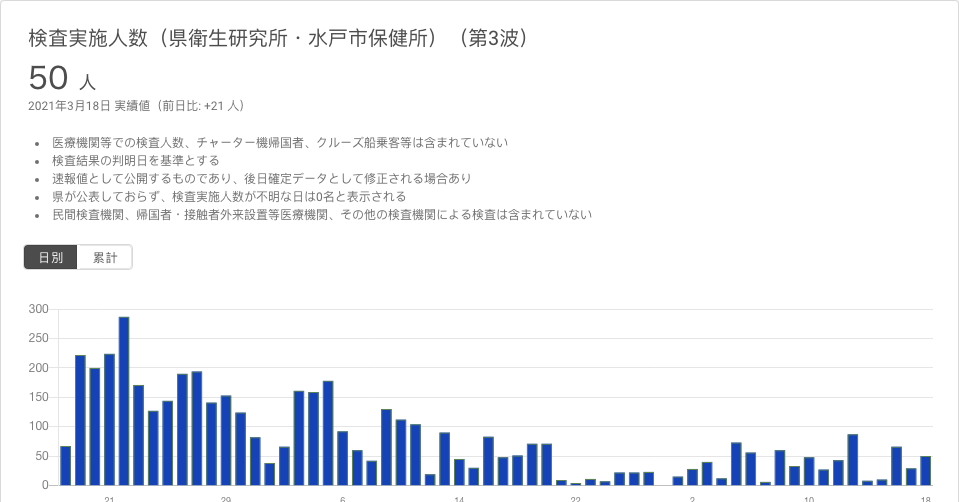 検査実施人数（県衛生研究所・水戸市保健所）（第3波）
50 人
2021年3月18日 実績値（前日比: +21 人）
• 医療機関等での検査人数、チャーター機帰国者、クルーズ船乗客等は含まれていない
• 検査結果の判明日を基準とする
• 速報値として公開するものであり、後日確定データとして修正される場合あり
• 県が公表しておらず、検査実施人数が不明な日は0名と表示される
• 民間検査機関、帰国者・接触者外来設置等医療機関、その他の検査機関による検査は含まれていない
日別 累計
300
250
200
150
100
50
0
21 29 6 14 22 2 10 18